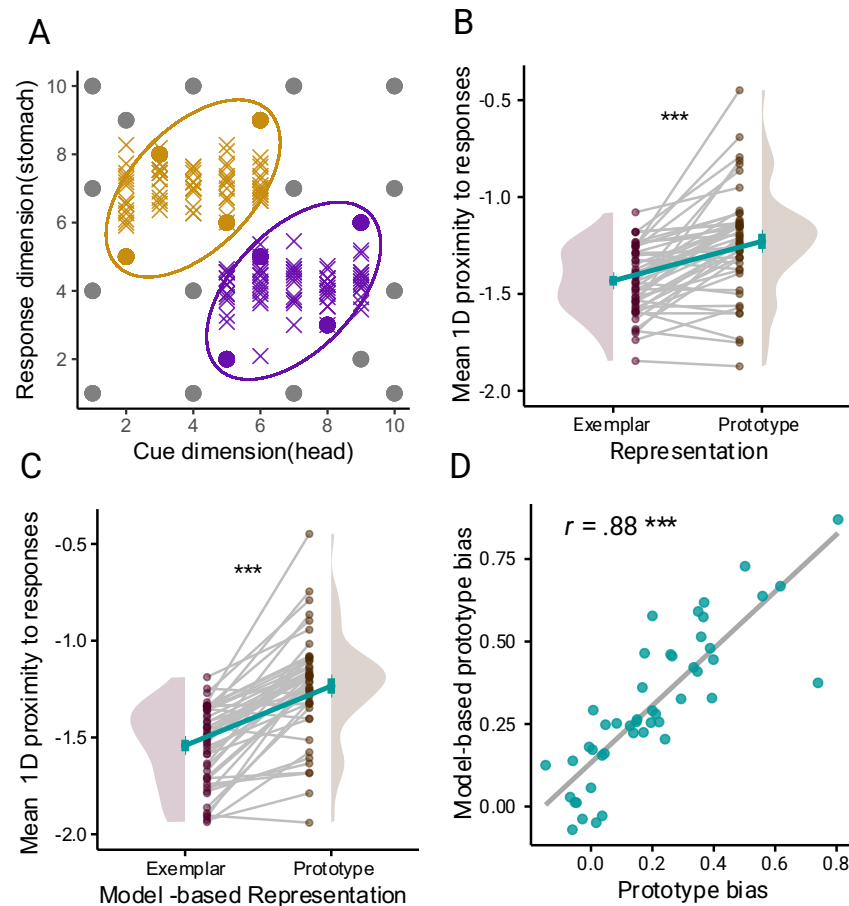 A
Response dimension(stomach)
10
8
6
4
2
2
4
6
8
10
Cue dimension(head)
B
Mean 1D proximity to responses
-0.5
-1.0
-1.5
-2.0
***
Exemplar
Prototype
Representation
C
Mean 1D proximity to responses
-0.5
-1.0
-1.5
-2.0
***
Exemplar
Prototype
Model -based Representation
D
Model-based prototype bias
r = .88 ***
0.75
0.50
0.25
0.00
0.0
0.2
0.4
0.6
0.8
Prototype bias